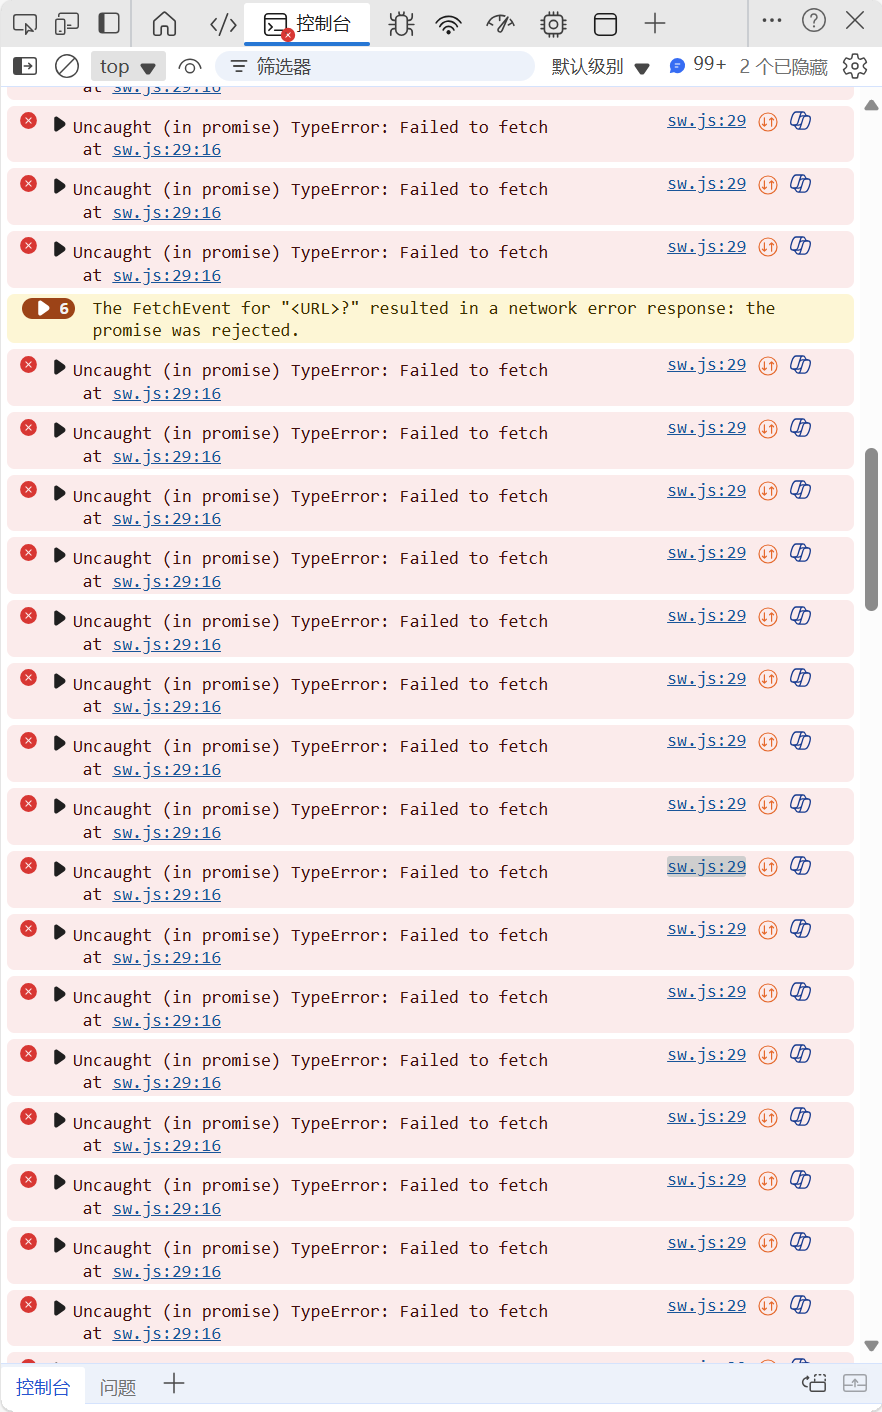 控制台
top
筛选器
默认级别
99+
2 个已隐藏
at sw.js:29:16
Uncaught (in promise) TypeError: Failed to fetch sw.js:29
at sw.js:29:16
Uncaught (in promise) TypeError: Failed to fetch sw.js:29
at sw.js:29:16
Uncaught (in promise) TypeError: Failed to fetch sw.js:29
at sw.js:29:16
6 The FetchEvent for "<URL>?" resulted in a network error response: the
promise was rejected.
Uncaught (in promise) TypeError: Failed to fetch sw.js:29
at sw.js:29:16
Uncaught (in promise) TypeError: Failed to fetch sw.js:29
at sw.js:29:16
Uncaught (in promise) TypeError: Failed to fetch sw.js:29
at sw.js:29:16
Uncaught (in promise) TypeError: Failed to fetch sw.js:29
at sw.js:29:16
Uncaught (in promise) TypeError: Failed to fetch sw.js:29
at sw.js:29:16
Uncaught (in promise) TypeError: Failed to fetch sw.js:29
at sw.js:29:16
Uncaught (in promise) TypeError: Failed to fetch sw.js:29
at sw.js:29:16
Uncaught (in promise) TypeError: Failed to fetch sw.js:29
at sw.js:29:16
Uncaught (in promise) TypeError: Failed to fetch sw.js:29
at sw.js:29:16
Uncaught (in promise) TypeError: Failed to fetch sw.js:29
at sw.js:29:16
Uncaught (in promise) TypeError: Failed to fetch sw.js:29
at sw.js:29:16
Uncaught (in promise) TypeError: Failed to fetch sw.js:29
at sw.js:29:16
Uncaught (in promise) TypeError: Failed to fetch sw.js:29
at sw.js:29:16
Uncaught (in promise) TypeError: Failed to fetch sw.js:29
at sw.js:29:16
Uncaught (in promise) TypeError: Failed to fetch sw.js:29
at sw.js:29:16
Uncaught (in promise) TypeError: Failed to fetch sw.js:29
at sw.js:29:16
控制台
问题